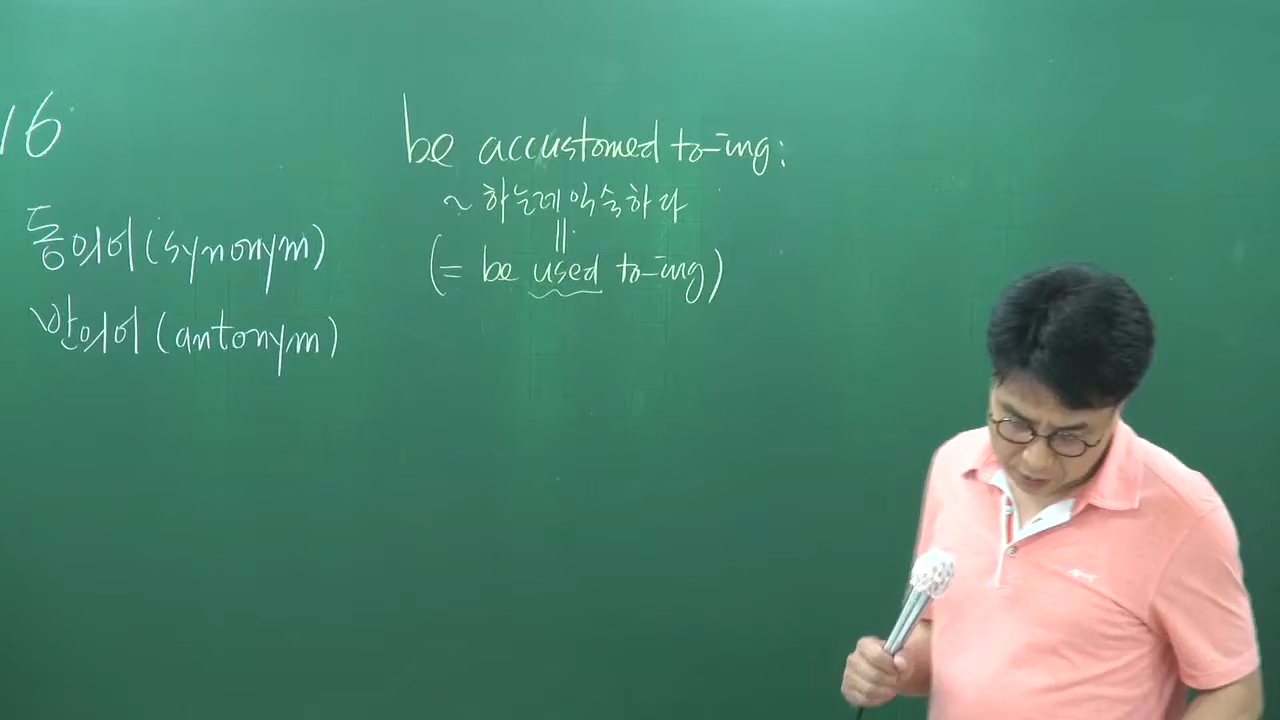 16
동의어 (synonym)
반의어 (antonym)
be accustomed to -ing :
~ 하는데 익숙하다
||
(= be used to -ing)